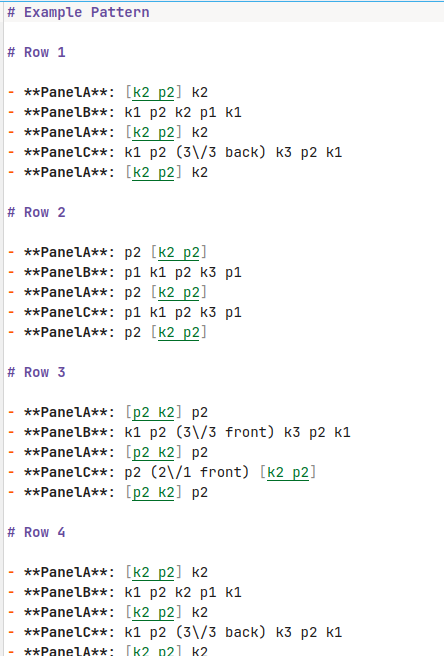 # Example Pattern
# Row 1
- **PanelA**: [k2 p2] k2
- **PanelB**: k1 p2 k2 p1 k1
- **PanelA**: [k2 p2] k2
- **PanelC**: k1 p2 (3\/3 back) k3 p2 k1
- **PanelA**: [k2 p2] k2
# Row 2
- **PanelA**: p2 [k2 p2]
- **PanelB**: p1 k1 p2 k3 p1
- **PanelA**: p2 [k2 p2]
- **PanelC**: p1 k1 p2 k3 p1
- **PanelA**: p2 [k2 p2]
# Row 3
- **PanelA**: [p2 k2] p2
- **PanelB**: k1 p2 (3\/3 front) k3 p2 k1
- **PanelA**: [p2 k2] p2
- **PanelC**: p2 (2\/1 front) [k2 p2]
- **PanelA**: [p2 k2] p2
# Row 4
- **PanelA**: [k2 p2] k2
- **PanelB**: k1 p2 k2 p1 k1
- **PanelA**: [k2 p2] k2
- **PanelC**: k1 p2 (3\/3 back) k3 p2 k1
- **PanelA**: [k2 p2] k2